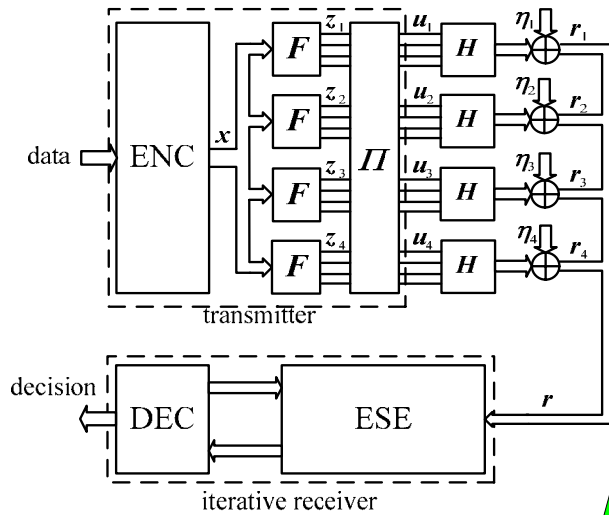 z₁ u₁ η₁ r₁
F H
z₂ u₂ η₂ r₂
x F H
data ENC Π
z₃ u₃ η₃ r₃
F H
z₄ u₄ η₄ r₄
F H
transmitter
decision r
DEC ESE
iterative receiver